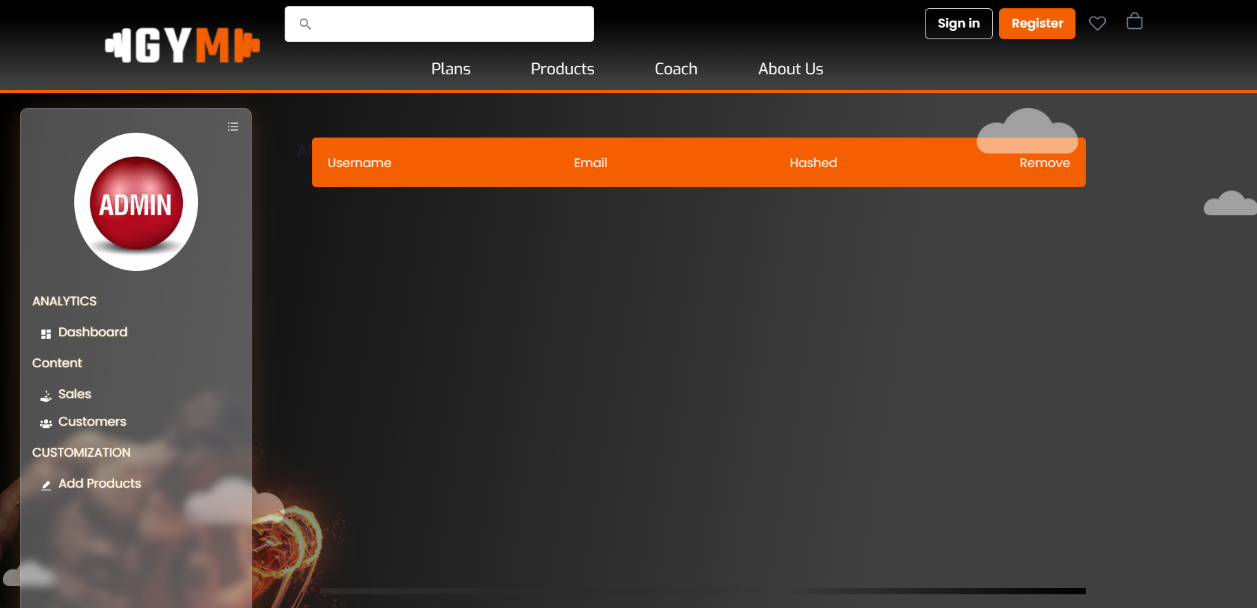 GYM
Sign in
Register
Plans
Products
Coach
About Us
ADMIN
Username
Email
Hashed
Remove
ANALYTICS
Dashboard
Content
Sales
Customers
CUSTOMIZATION
Add Products